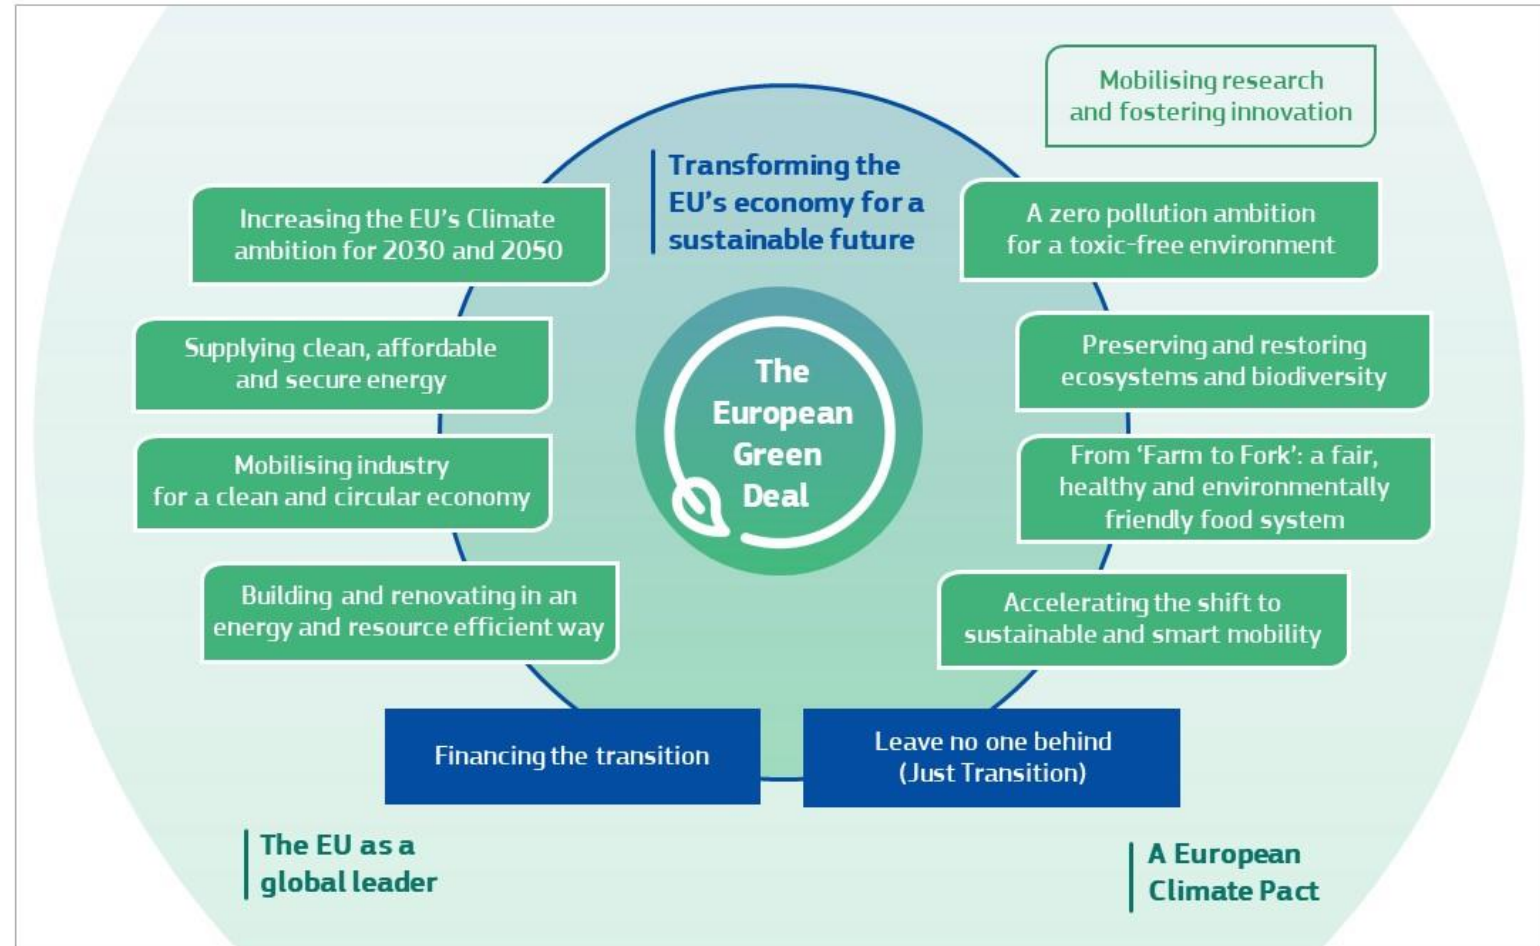 Mobilising research
and fostering innovation
Transforming the
EU's economy for a
sustainable future
Increasing the EU's Climate
ambition for 2030 and 2050
A zero pollution ambition
for a toxic-free environment
Supplying clean, affordable
and secure energy
Preserving and restoring
ecosystems and biodiversity
The
European
Green
Deal
Mobilising industry
for a clean and circular economy
From ‘Farm to Fork’: a fair,
healthy and environmentally
friendly food system
Building and renovating in an
energy and resource efficient way
Accelerating the shift to
sustainable and smart mobility
Financing the transition
Leave no one behind
(Just Transition)
The EU as a
global leader
A European
Climate Pact